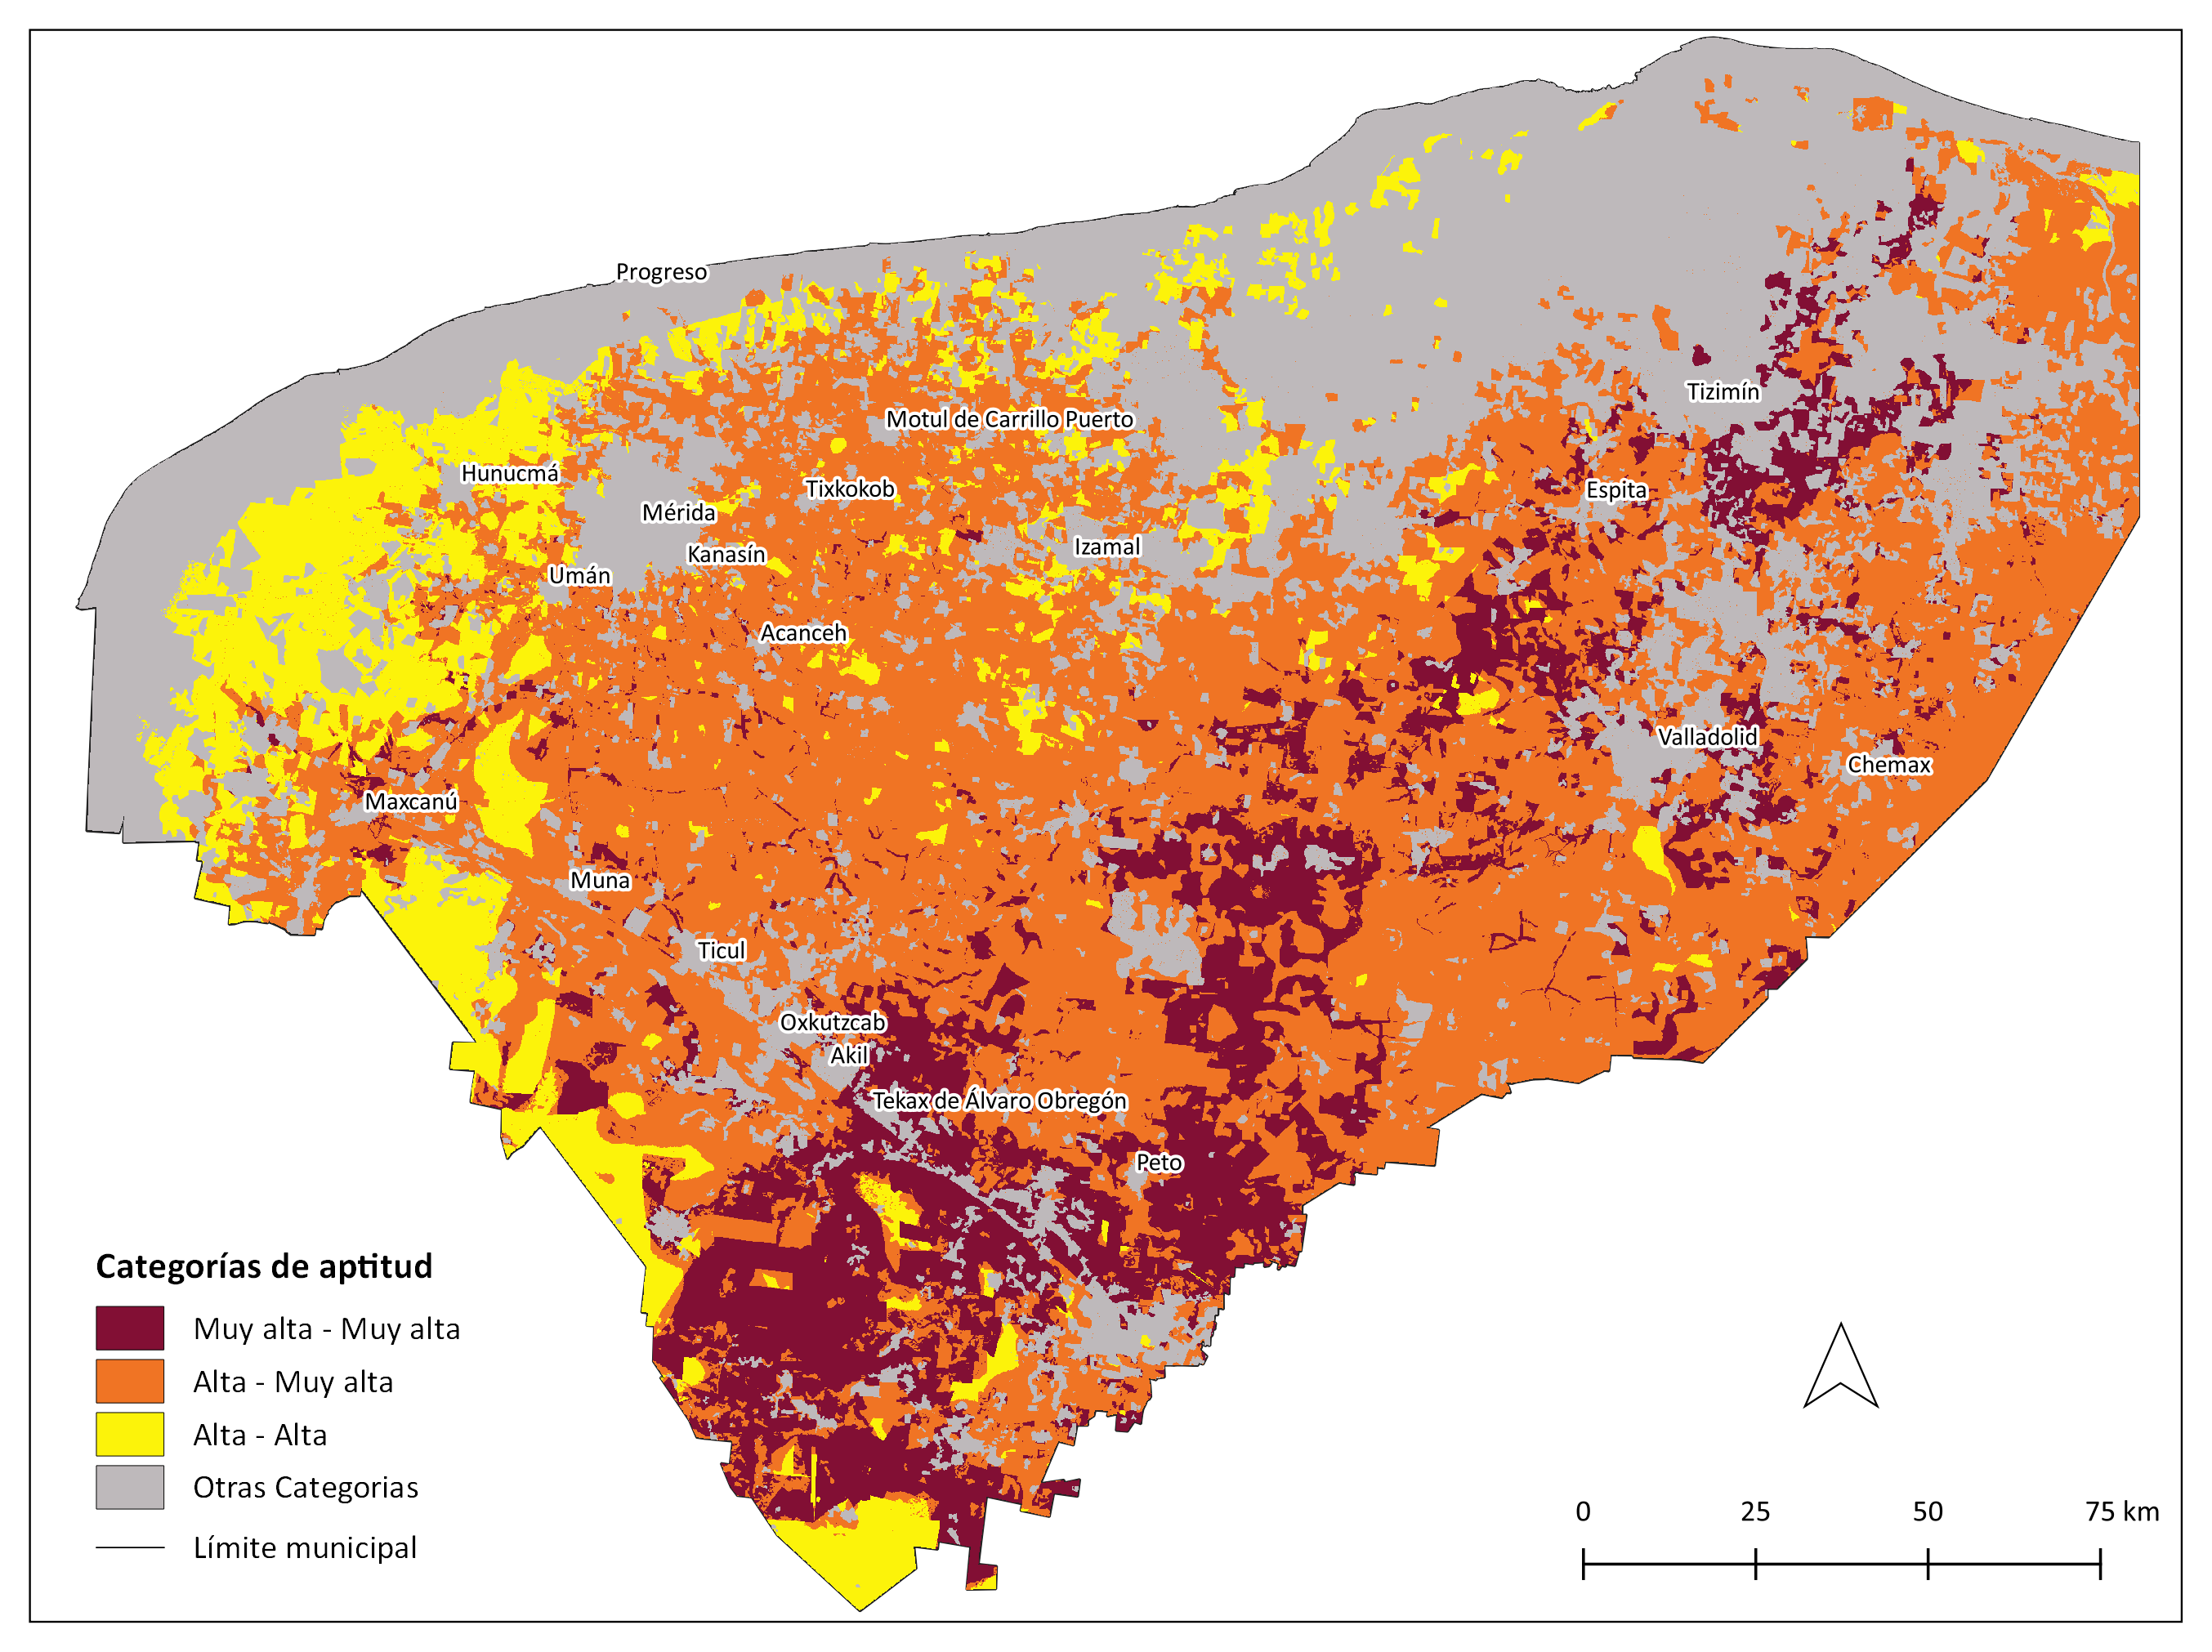 Progreso
Tizimín
Motul de Carrillo Puerto
Hunucmá
Tixkokob
Espita
Mérida
Izamal
Kanasín
Umán
Acanceh
Valladolid
Chemax
Maxcanú
Muna
Ticul
Oxkutzcab
Akil
Tekax de Álvaro Obregón
Peto
Categorías de aptitud
Muy alta - Muy alta
Alta - Muy alta
Alta - Alta
Otras Categorias
Límite municipal
0 25 50 75 km